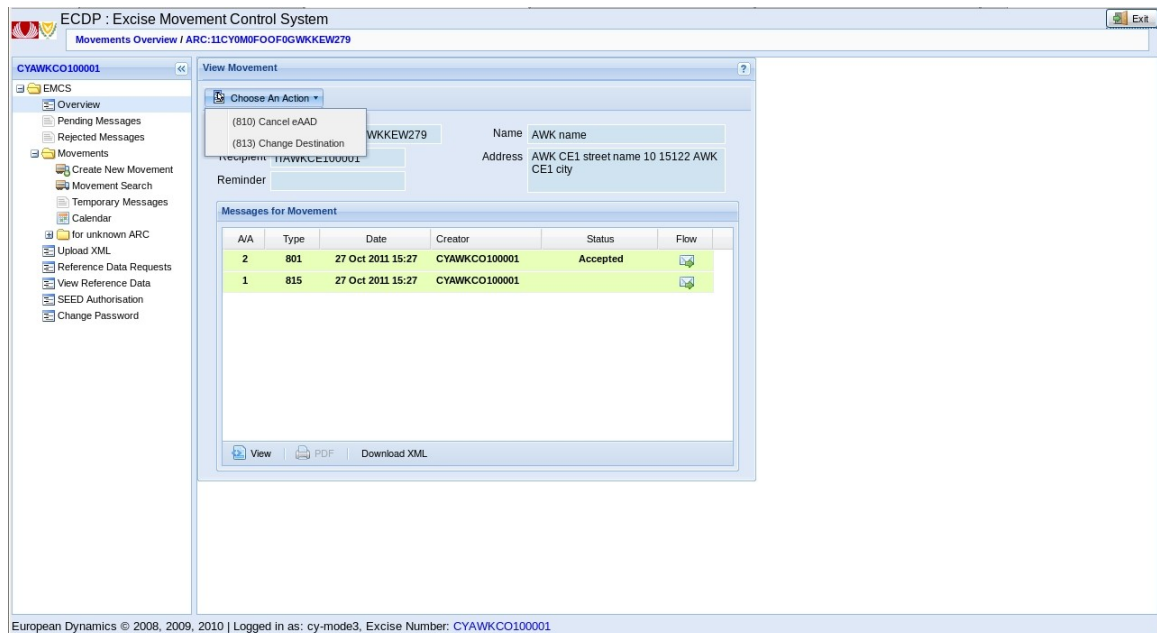 ECDP : Excise Movement Control System
Exit
Movements Overview / ARC:11CY0M0FOOF0GWKKEW279
CYAWKCO100001
EMCS
Overview
Pending Messages
Rejected Messages
Movements
Create New Movement
Movement Search
Temporary Messages
Calendar
for unknown ARC
Upload XML
Reference Data Requests
View Reference Data
SEED Authorisation
Change Password
View Movement
?
Choose An Action
(810) Cancel eAAD
(813) Change Destination
WKKEW279
Name AWK name
Recipient ITAWKCE100001
Address AWK CE1 street name 10 15122 AWK
CE1 city
Reminder
Messages for Movement
A/A Type Date Creator Status Flow
2 801 27 Oct 2011 15:27 CYAWKCO100001 Accepted
1 815 27 Oct 2011 15:27 CYAWKCO100001
View PDF Download XML
European Dynamics © 2008, 2009, 2010 | Logged in as: cy-mode3, Excise Number: CYAWKCO100001